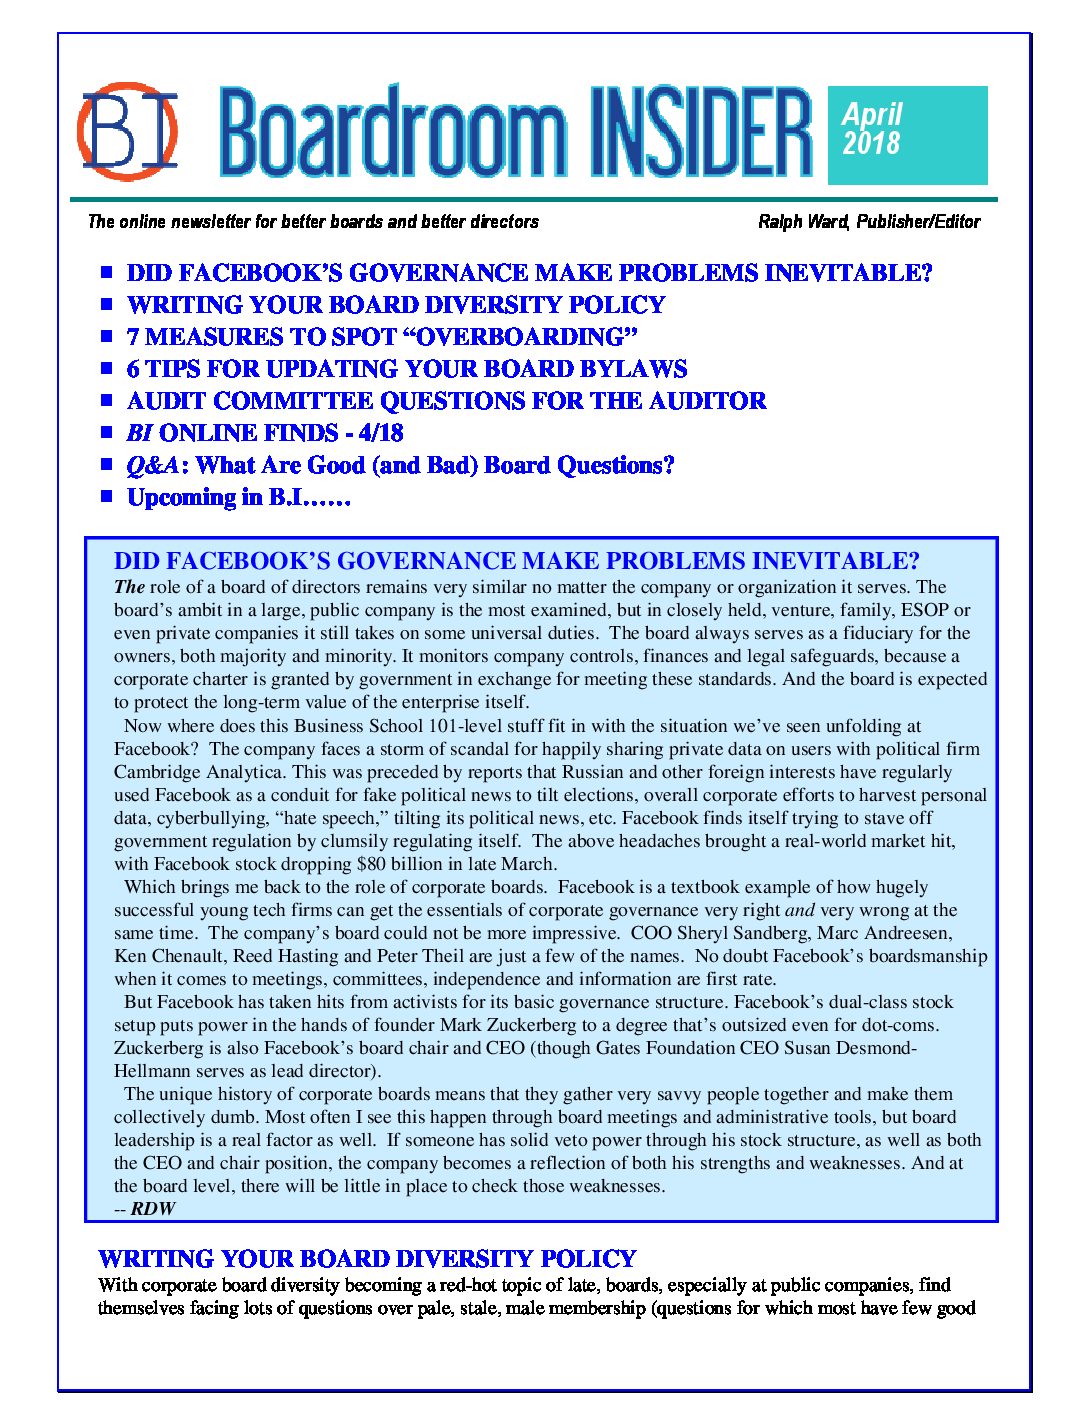 BI Boardroom INSIDER April
2018
The online newsletter for better boards and better directors Ralph Ward, Publisher/Editor
■ DID FACEBOOK’S GOVERNANCE MAKE PROBLEMS INEVITABLE?
■ WRITING YOUR BOARD DIVERSITY POLICY
■ 7 MEASURES TO SPOT “OVERBOARDING”
■ 6 TIPS FOR UPDATING YOUR BOARD BYLAWS
■ AUDIT COMMITTEE QUESTIONS FOR THE AUDITOR
■ BI ONLINE FINDS - 4/18
■ Q&A: What Are Good (and Bad) Board Questions?
■ Upcoming in B.I……
DID FACEBOOK’S GOVERNANCE MAKE PROBLEMS INEVITABLE?
The role of a board of directors remains very similar no matter the company or organization it serves. The
board’s ambit in a large, public company is the most examined, but in closely held, venture, family, ESOP or
even private companies it still takes on some universal duties. The board always serves as a fiduciary for the
owners, both majority and minority. It monitors company controls, finances and legal safeguards, because a
corporate charter is granted by government in exchange for meeting these standards. And the board is expected
to protect the long-term value of the enterprise itself.
Now where does this Business School 101-level stuff fit in with the situation we’ve seen unfolding at
Facebook? The company faces a storm of scandal for happily sharing private data on users with political firm
Cambridge Analytica. This was preceded by reports that Russian and other foreign interests have regularly
used Facebook as a conduit for fake political news to tilt elections, overall corporate efforts to harvest personal
data, cyberbullying, “hate speech,” tilting its political news, etc. Facebook finds itself trying to stave off
government regulation by clumsily regulating itself. The above headaches brought a real-world market hit,
with Facebook stock dropping $80 billion in late March.
Which brings me back to the role of corporate boards. Facebook is a textbook example of how hugely
successful young tech firms can get the essentials of corporate governance very right and very wrong at the
same time. The company’s board could not be more impressive. COO Sheryl Sandberg, Marc Andreesen,
Ken Chenault, Reed Hasting and Peter Theil are just a few of the names. No doubt Facebook’s boardsmanship
when it comes to meetings, committees, independence and information are first rate.
But Facebook has taken hits from activists for its basic governance structure. Facebook’s dual-class stock
setup puts power in the hands of founder Mark Zuckerberg to a degree that’s outsized even for dot-coms.
Zuckerberg is also Facebook’s board chair and CEO (though Gates Foundation CEO Susan Desmond-
Hellmann serves as lead director).
The unique history of corporate boards means that they gather very savvy people together and make them
collectively dumb. Most often I see this happen through board meetings and administrative tools, but board
leadership is a real factor as well. If someone has solid veto power through his stock structure, as well as both
the CEO and chair position, the company becomes a reflection of both his strengths and weaknesses. And at
the board level, there will be little in place to check those weaknesses.
-- RDW
WRITING YOUR BOARD DIVERSITY POLICY
With corporate board diversity becoming a red-hot topic of late, boards, especially at public companies, find
themselves facing lots of questions over pale, stale, male membership (questions for which most have few good